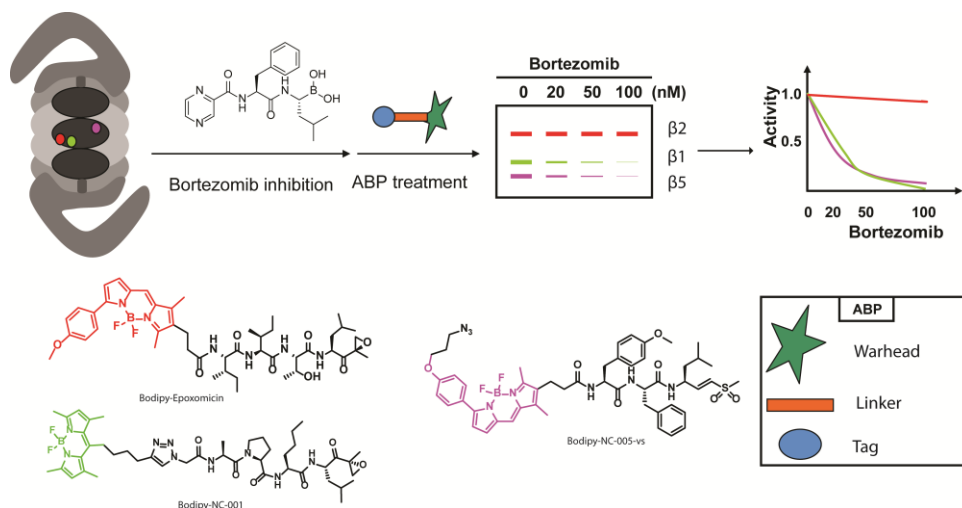 Bortezomib inhibition
ABP treatment
N
N
O
N
H
O
H
N
B
OH
OH
Bortezomib
0 20 50 100 (nM)
β2
β1
β5
Activity
1.0
0.5
0 20 50 100
Bortezomib
F
F
B
N
N
O
O
N
H
O
H
N
O
N
H
OH
O
H
N
O
O
Bodipy-Epoxomicin
F
F
B
N
N
N=N
N
O
N
H
O
N
O
H
N
O
N
H
O
O
Bodipy-NC-001
N3
O
F
F
B
N
N
O
N
H
O
O
H
N
O
N
H
S
O
O
Bodipy-NC-005-vs
ABP
Warhead
Linker
Tag